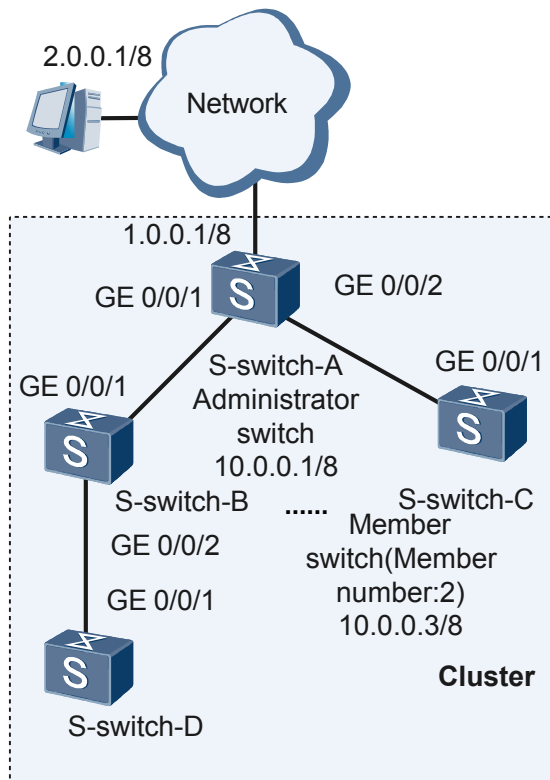 2.0.0.1/8
Network
1.0.0.1/8
GE 0/0/1
S
GE 0/0/2
GE 0/0/1
GE 0/0/1
S-switch-A
Administrator
switch
10.0.0.1/8
S
S
S-switch-B
......
S-switch-C
Member
switch(Member
number:2)
10.0.0.3/8
GE 0/0/2
GE 0/0/1
S
Cluster
S-switch-D